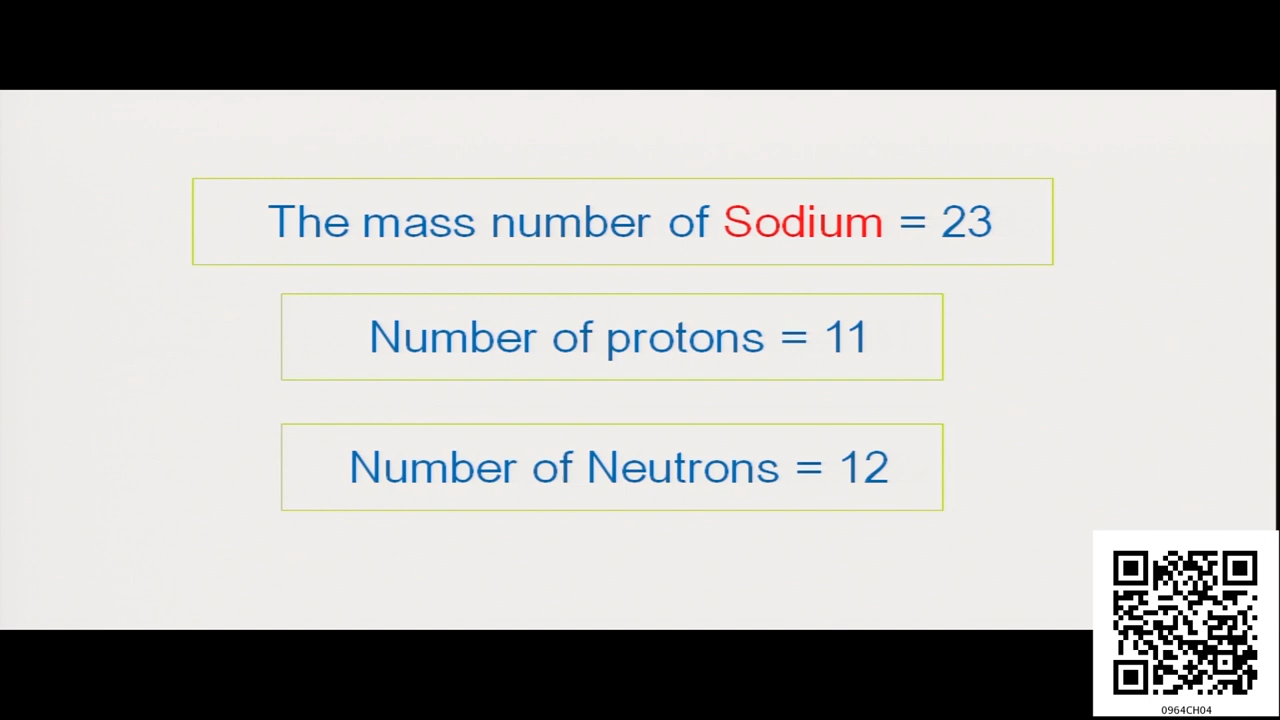 The mass number of Sodium = 23
Number of protons = 11
Number of Neutrons = 12
0964CH04